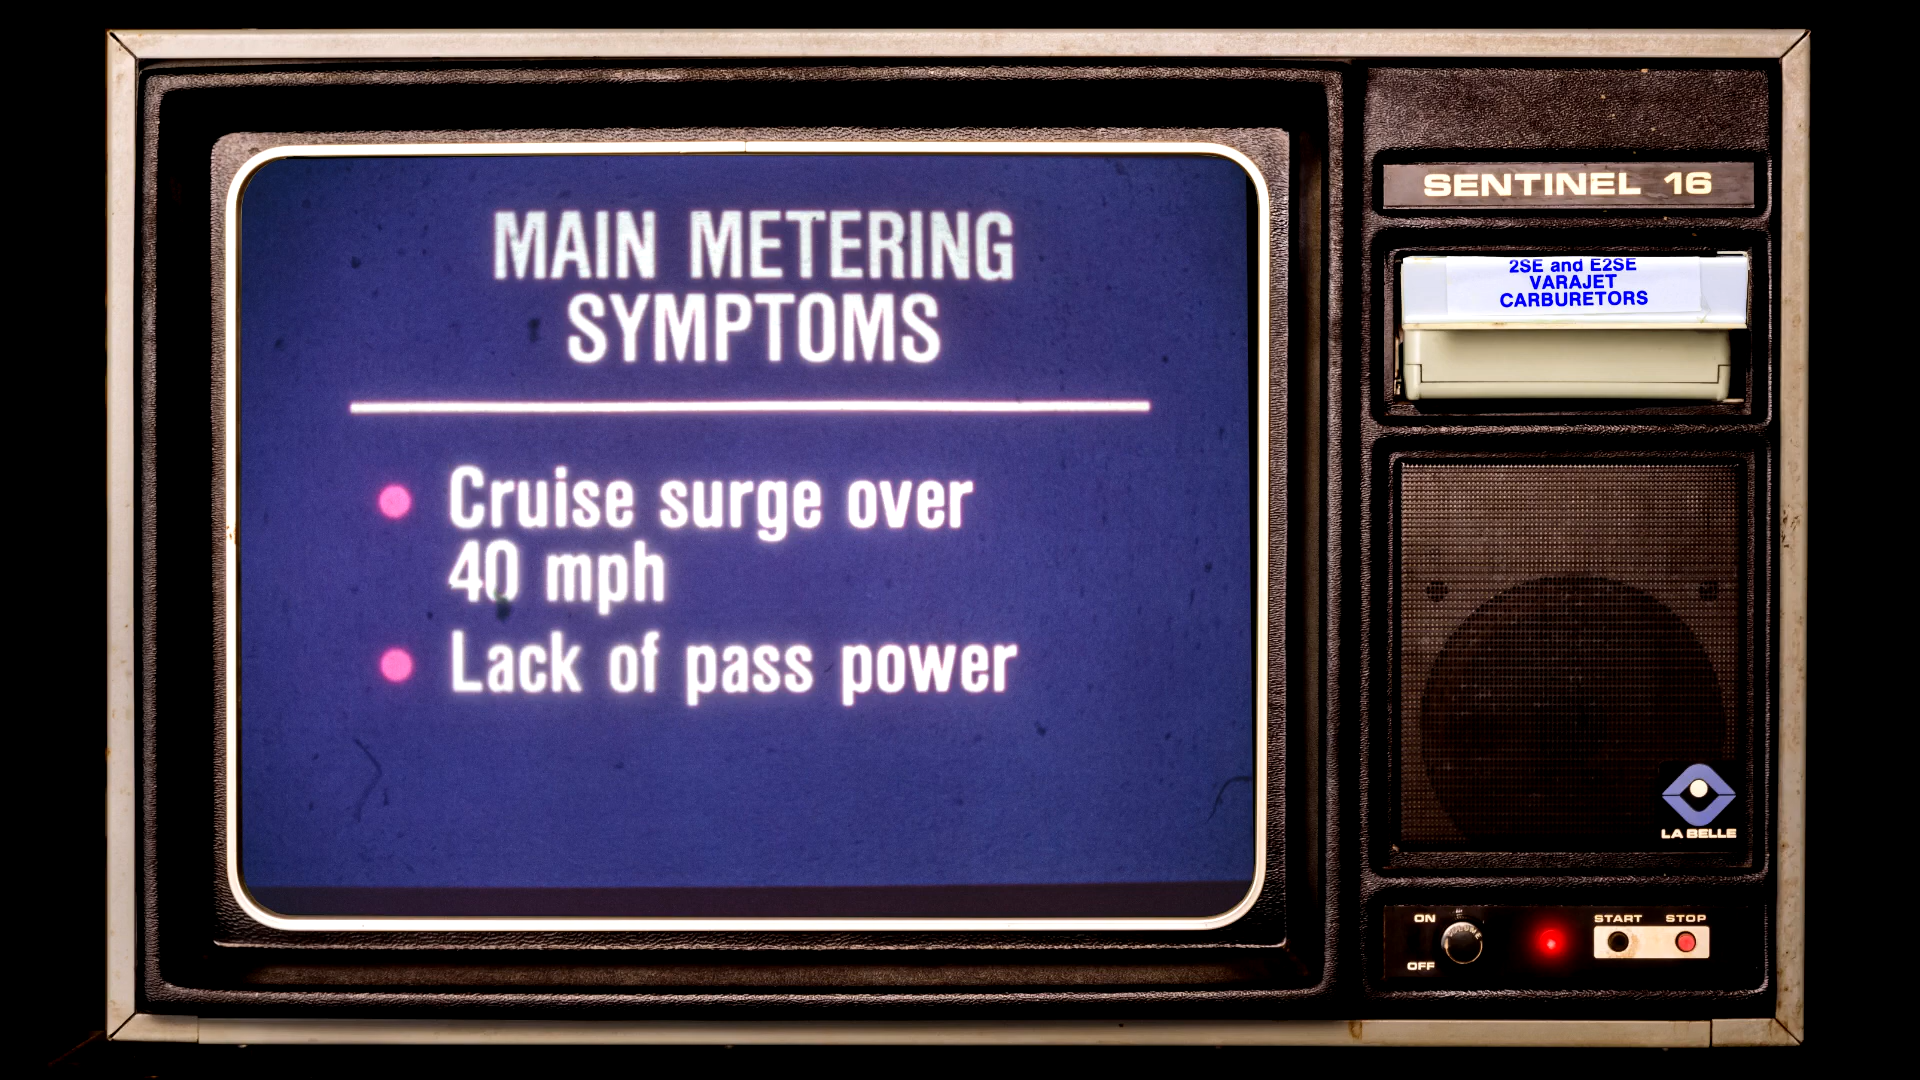 MAIN METERING
SYMPTOMS
Cruise surge over
40 mph
Lack of pass power
SENTINEL 16
2SE and E2SE
VARAJET
CARBURETORS
LA BELLE
ON
OFF
VOLUME
START STOP